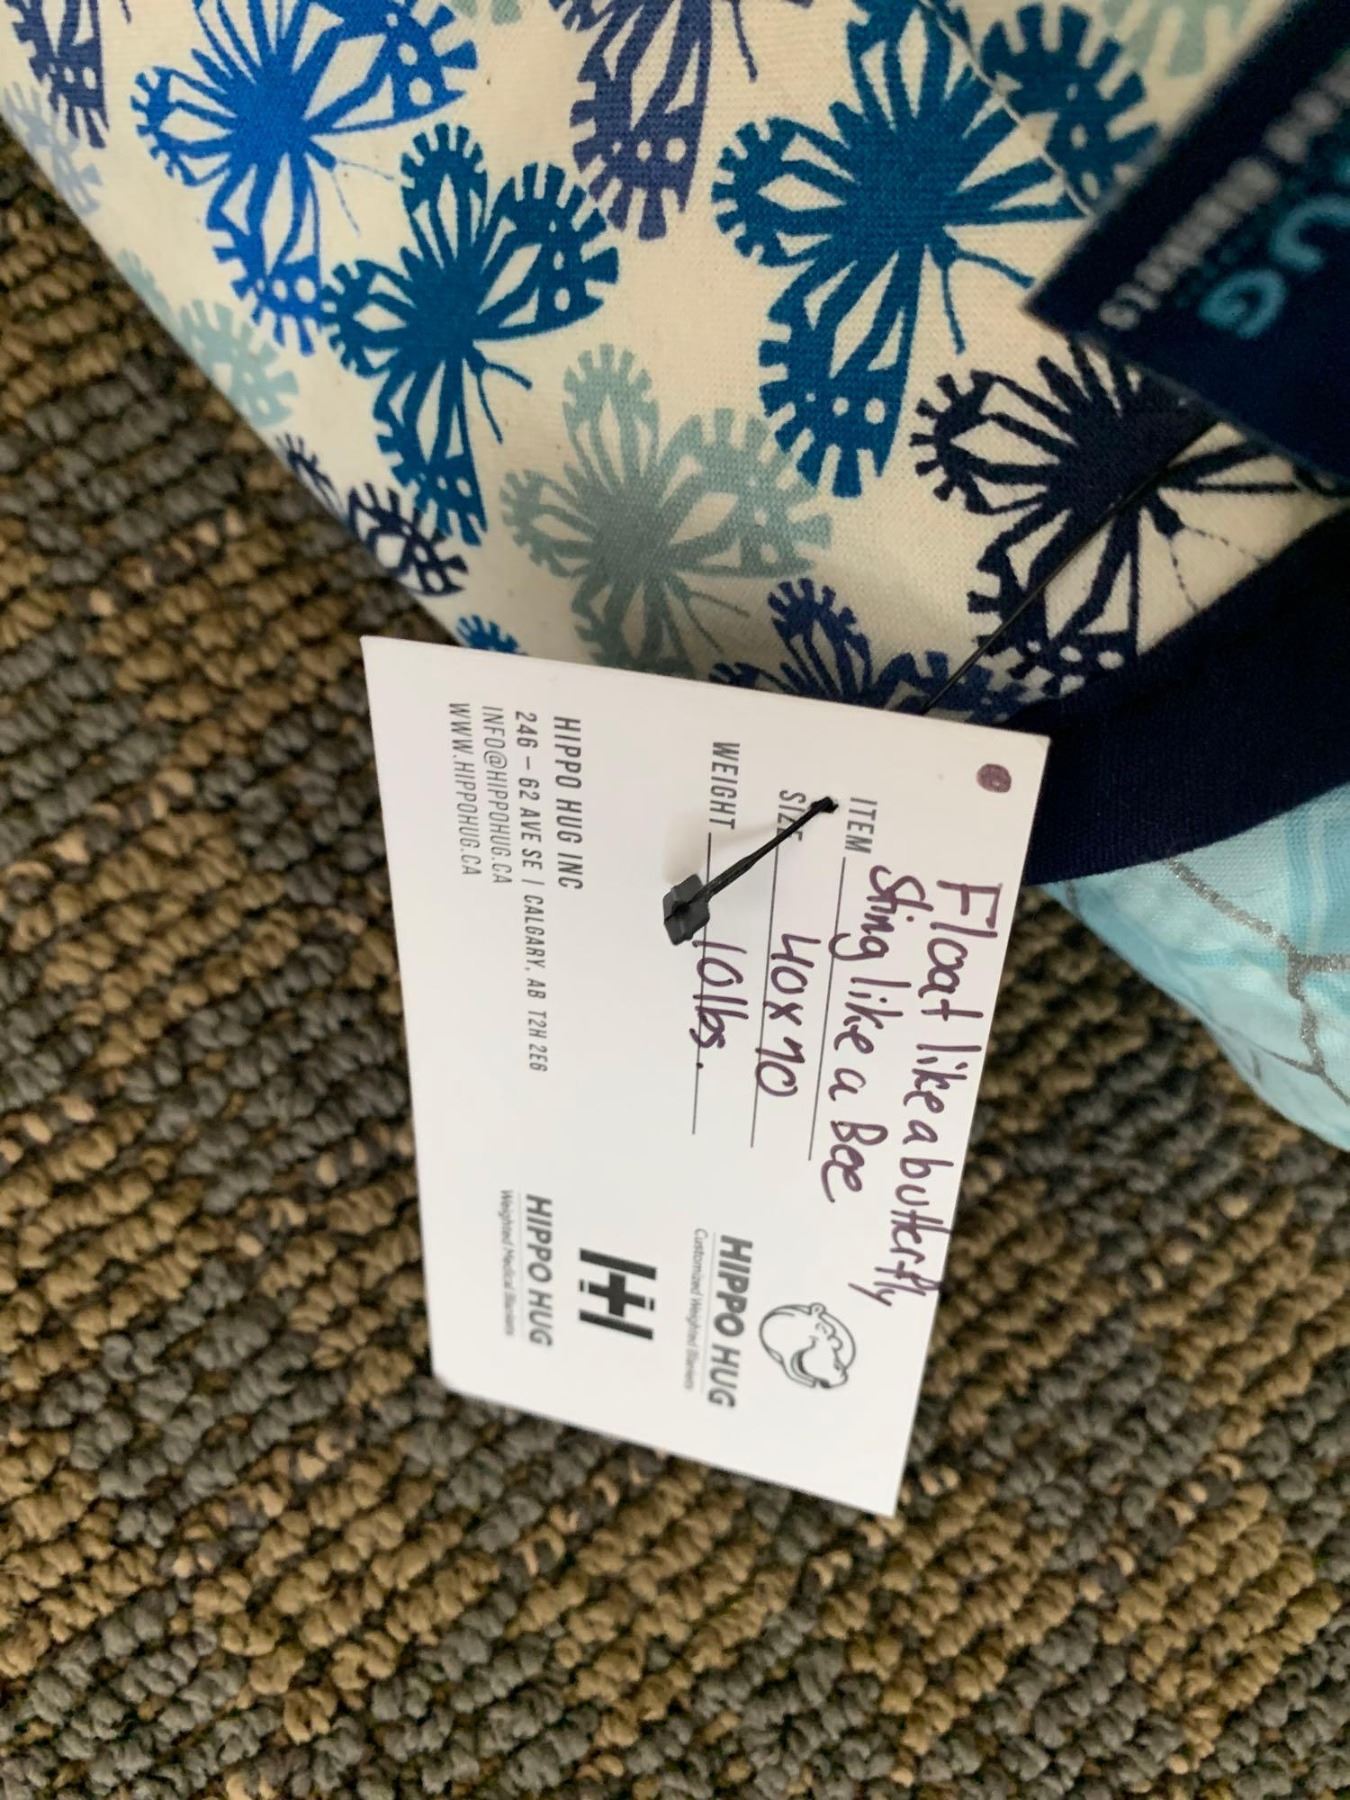 Float like a butterfly
ITEM Sting like a Bee
SIZE 40x70
WEIGHT 10lbs.
HIPPO HUG INC
246 - 62 AVE SE | CALGARY, AB T2H 2E6
INFO@HIPPOHUG.CA
WWW.HIPPOHUG.CA
HIPPO HUG
Customized Weighted Blankets
H+H
HIPPO HUG
Weighted Medical Blankets
UG
Blankets